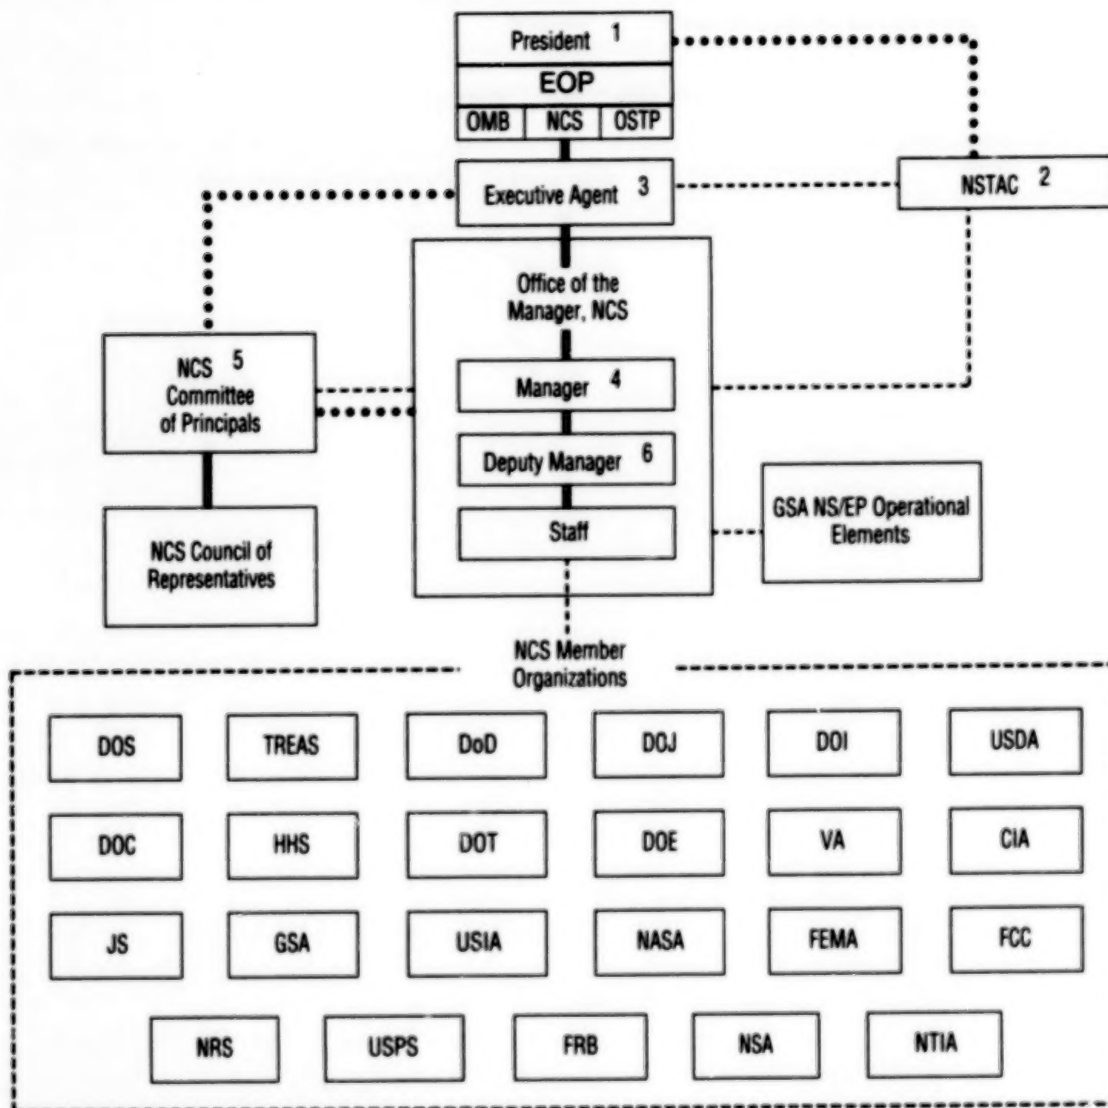 President 1
EOP
OMB NCS OSTP
Executive Agent 3
NSTAC 2
Office of the
Manager, NCS
NCS 5
Committee
of Principals
Manager 4
Deputy Manager 6
GSA NS/EP Operational
Elements
Staff
NCS Council of
Representatives
NCS Member
Organizations
DOS TREAS DoD DOJ DOI USDA
DOC HHS DOT DOE VA CIA
JS GSA USIA NASA FEMA FCC
NRS USPS FRB NSA NTIA